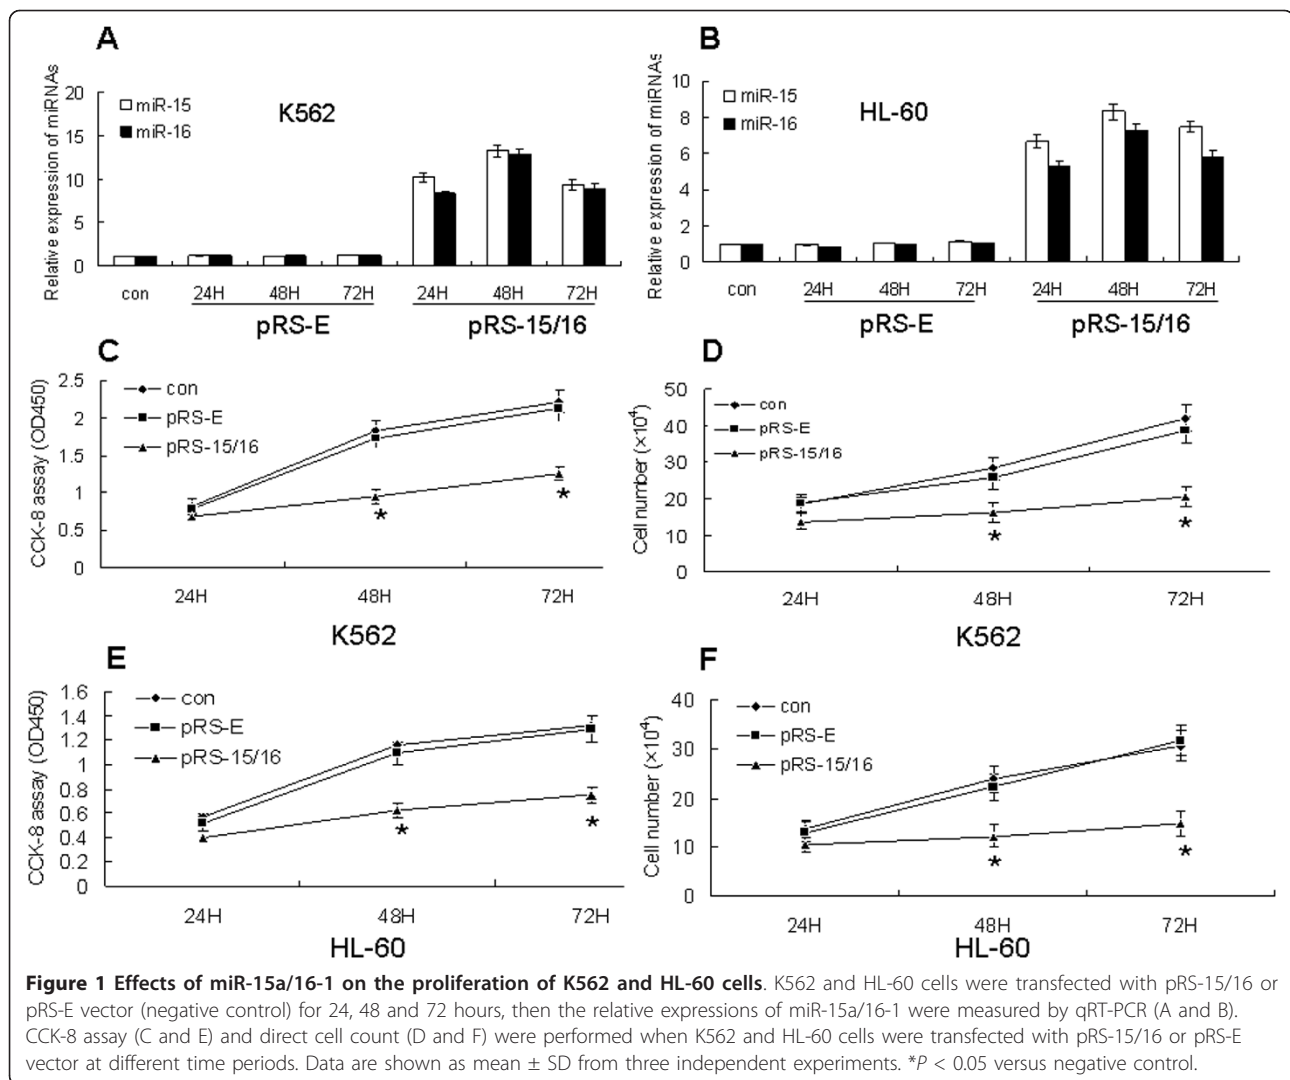 A
Relative expression of miRNAs
20
15
10
5
0
miR-15
miR-16
K562
con 24H 48H 72H 24H 48H 72H
pRS-E pRS-15/16
B
Relative expression of miRNAs
10
8
6
4
2
0
miR-15
miR-16
HL-60
con 24H 48H 72H 24H 48H 72H
pRS-E pRS-15/16
C
CCK-8 assay (OD450)
2.5
2
1.5
1
0.5
0
con
pRS-E
pRS-15/16
* *
24H 48H 72H
K562
D
Cell number (×10⁴)
50
40
30
20
10
0
con
pRS-E
pRS-15/16
* *
24H 48H 72H
K562
E
CCK-8 assay (OD450)
1.6
1.4
1.2
1
0.8
0.6
0.4
0.2
0
con
pRS-E
pRS-15/16
* *
24H 48H 72H
HL-60
F
Cell number (×10⁴)
40
30
20
10
0
con
pRS-E
pRS-15/16
* *
24H 48H 72H
HL-60
Figure 1 Effects of miR-15a/16-1 on the proliferation of K562 and HL-60 cells. K562 and HL-60 cells were transfected with pRS-15/16 or
pRS-E vector (negative control) for 24, 48 and 72 hours, then the relative expressions of miR-15a/16-1 were measured by qRT-PCR (A and B).
CCK-8 assay (C and E) and direct cell count (D and F) were performed when K562 and HL-60 cells were transfected with pRS-15/16 or pRS-E
vector at different time periods. Data are shown as mean ± SD from three independent experiments. *P < 0.05 versus negative control.